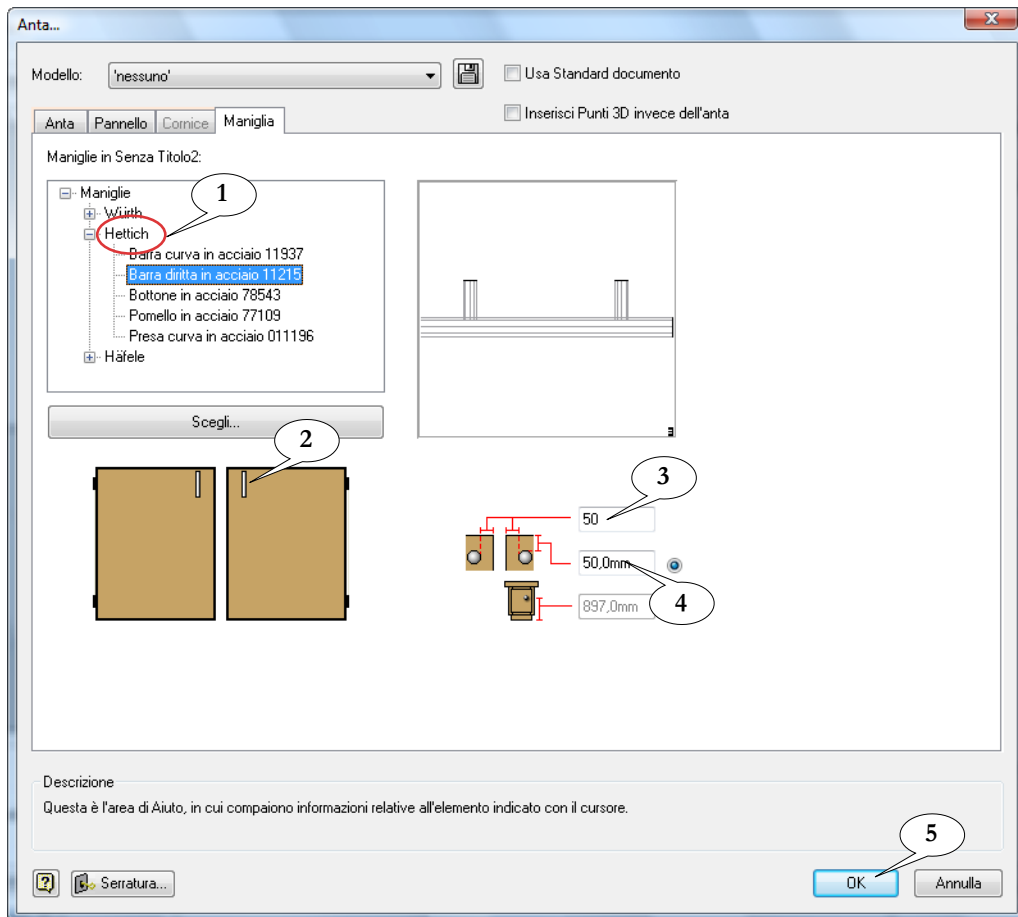 Anta...
Modello: 'nessuno' Usa Standard documento
Inserisci Punti 3D invece dell'anta
Anta Pannello Cornice Maniglia
Maniglie in Senza Titolo2:
Maniglie
1
Würth
Hettich
Barra curva in acciaio 11937
Barra diritta in acciaio 11215
Bottone in acciaio 78543
Pomello in acciaio 77109
Presa curva in acciaio 011196
Häfele
Scegli...
2
3
50
50,0mm
4
897,0mm
Descrizione
Questa è l'area di Aiuto, in cui compaiono informazioni relative all'elemento indicato con il cursore.
5
Serratura... OK Annulla